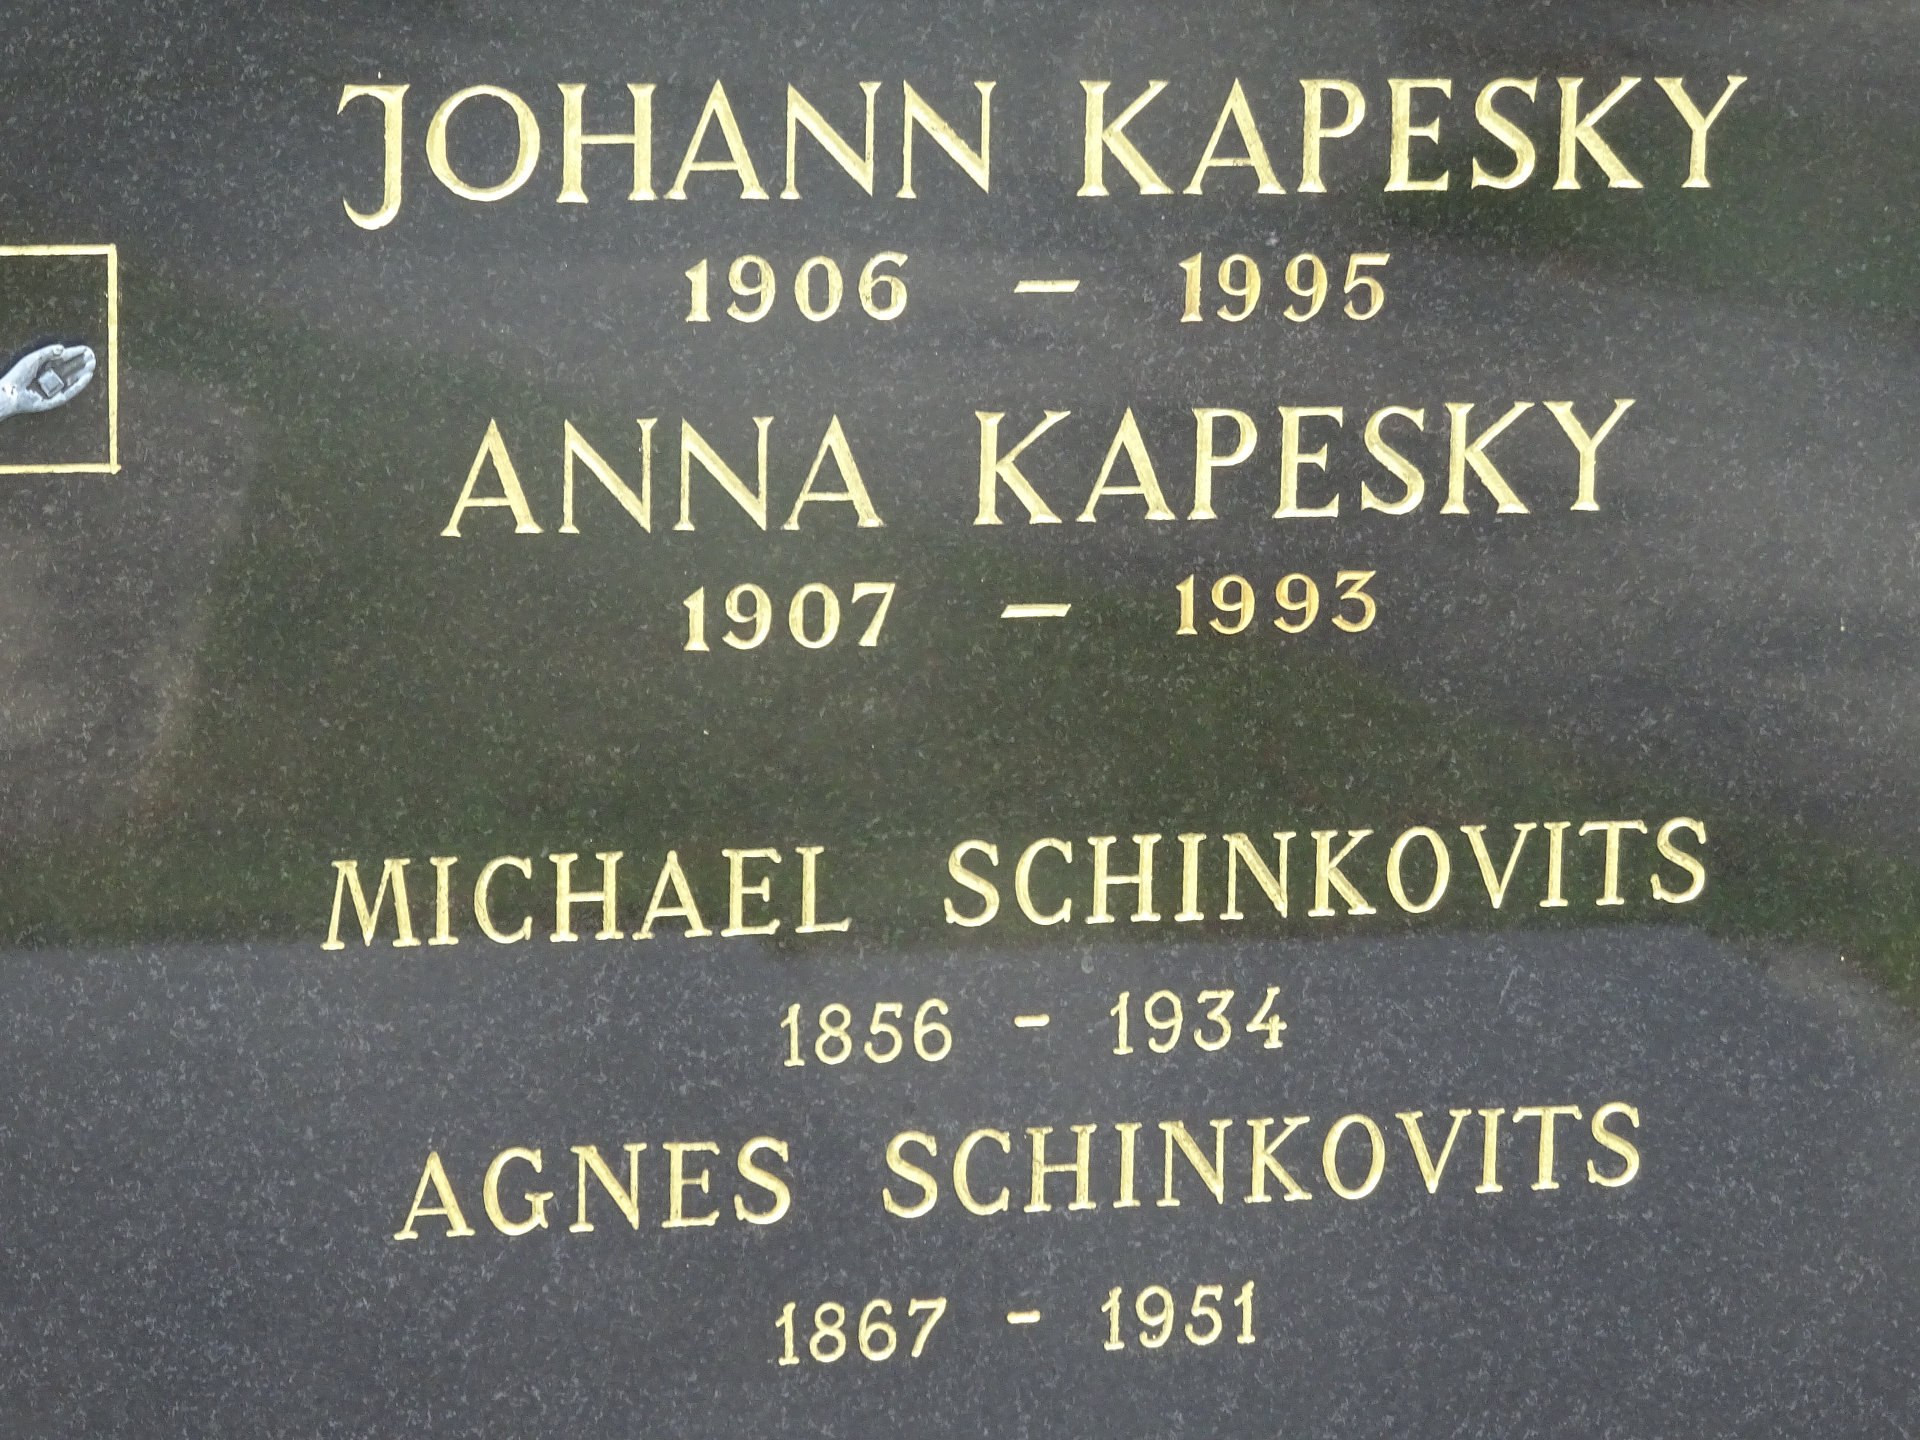 JOHANN KAPESKY
1906 – 1995
ANNA KAPESKY
1907 – 1993
MICHAEL SCHINKOVITS
1856 - 1934
AGNES SCHINKOVITS
1867 - 1951